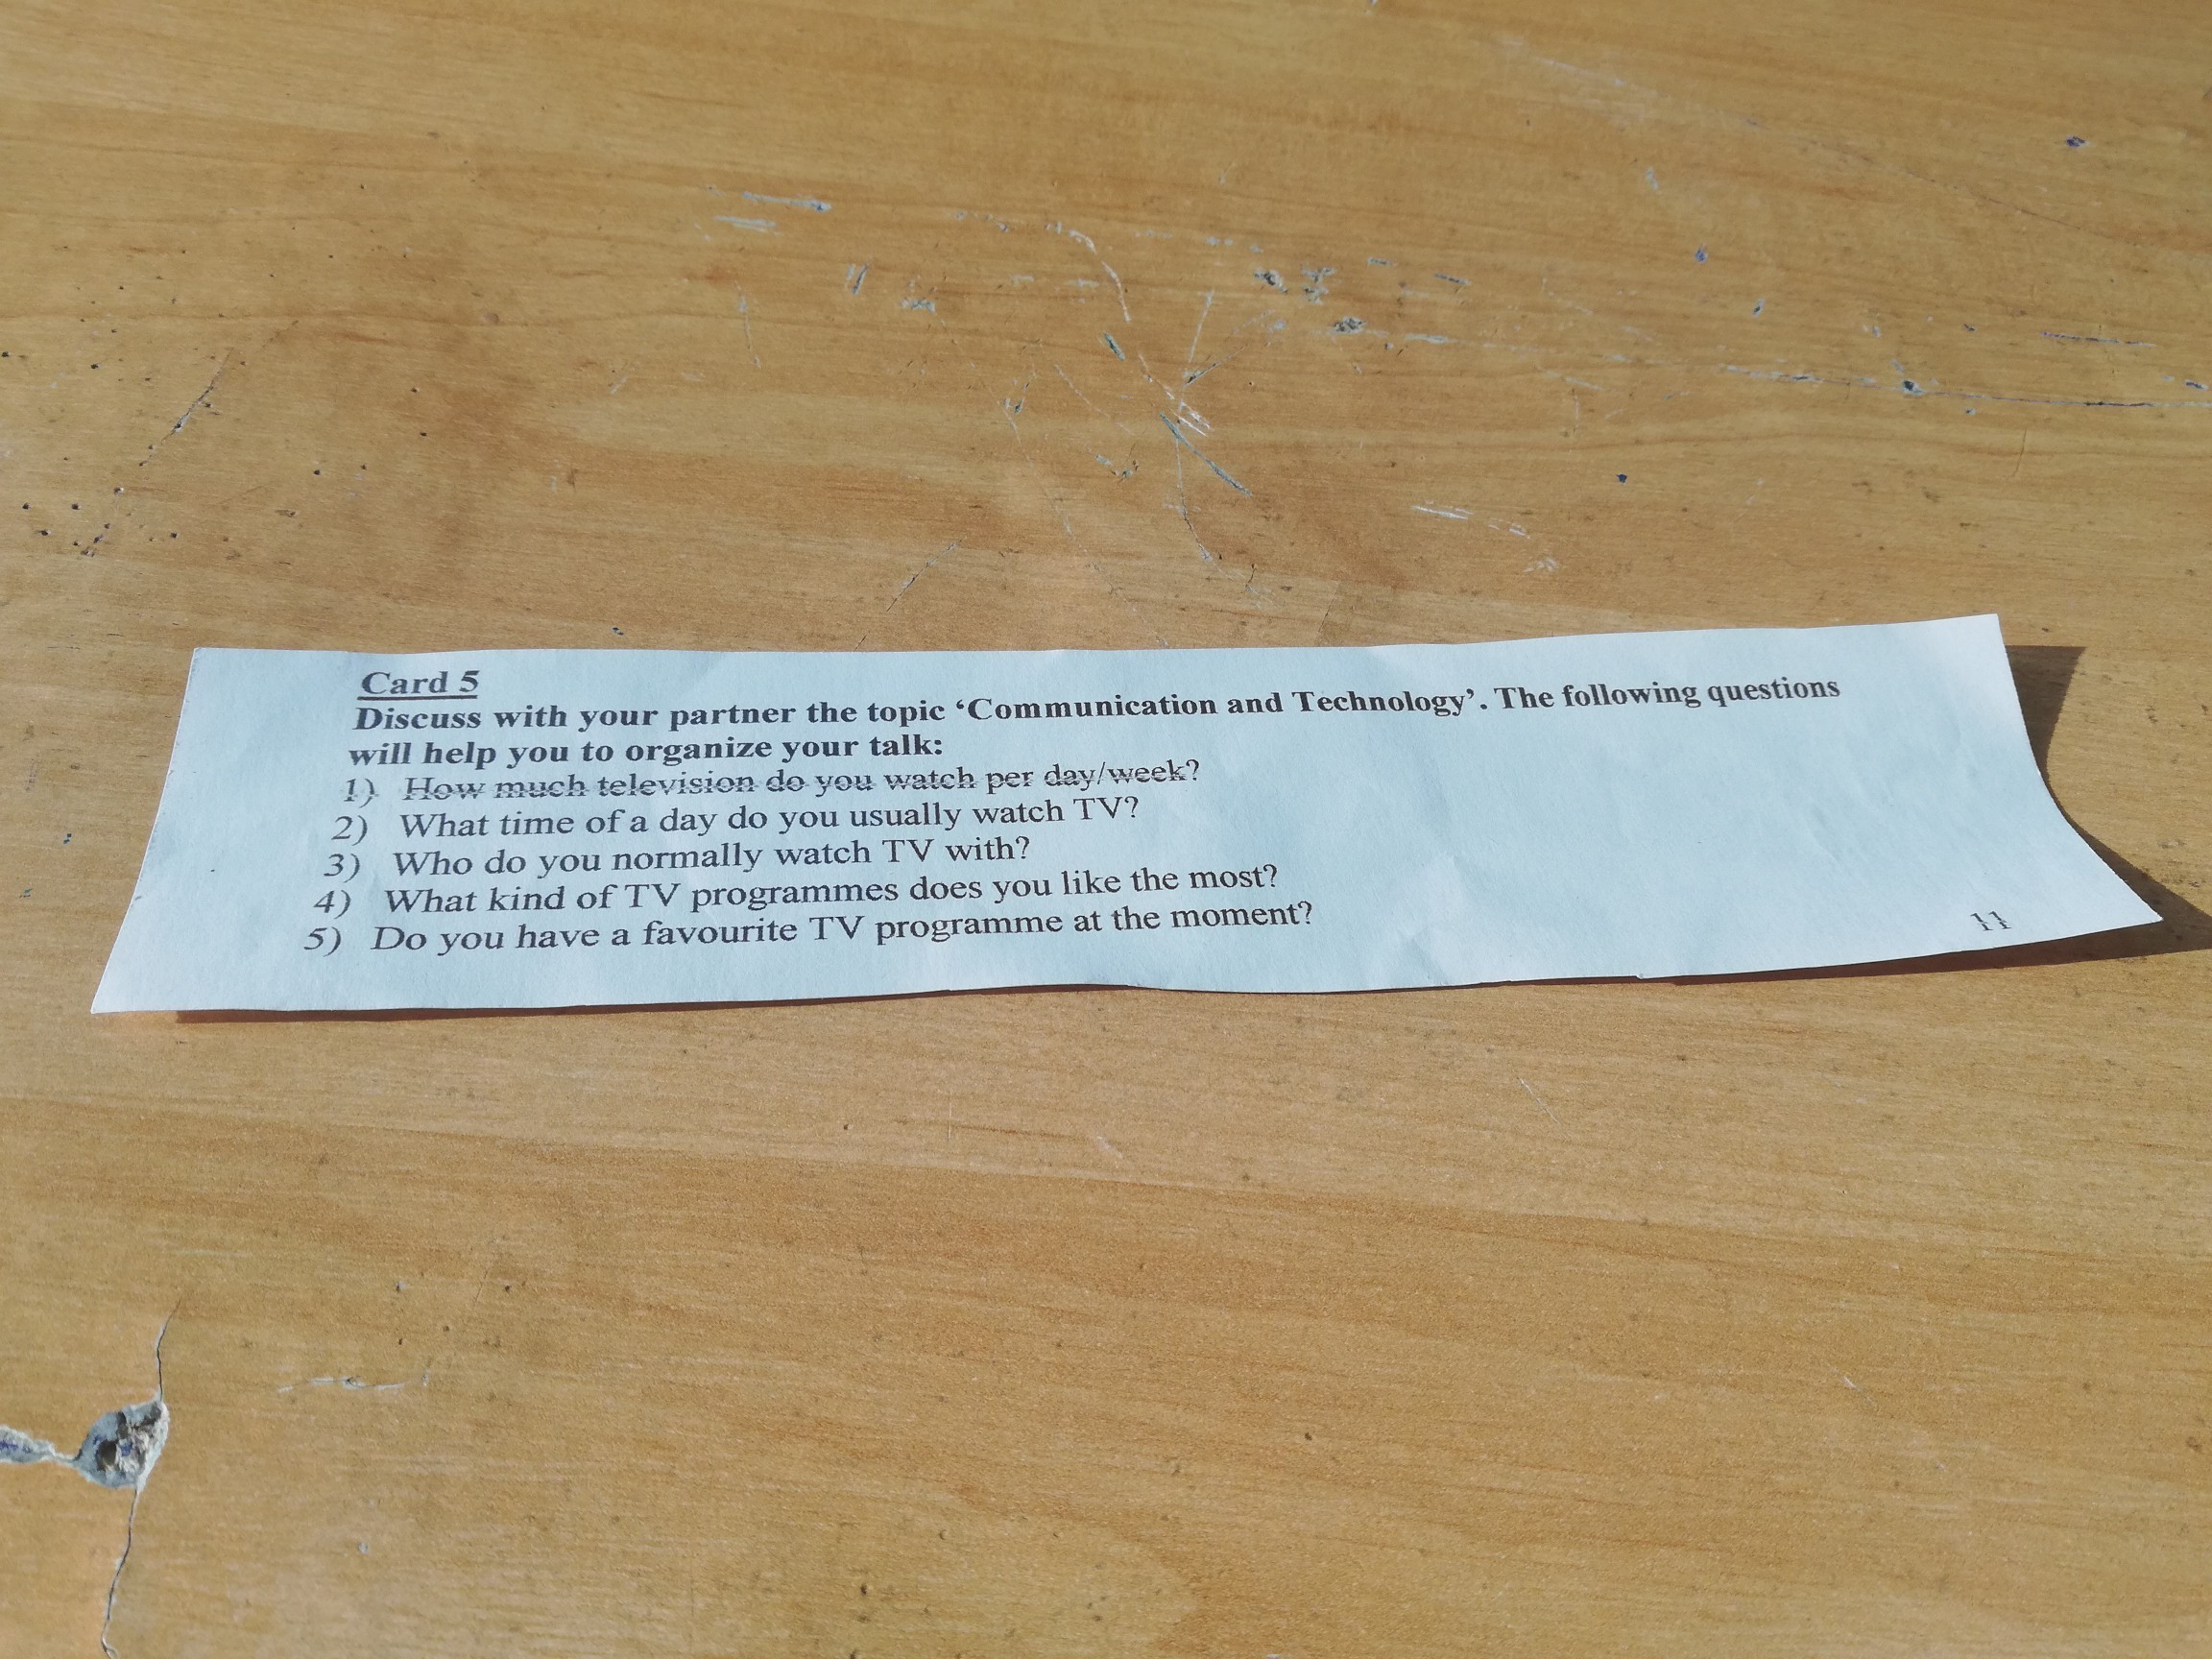 Card 5
Discuss with your partner the topic ‘Communication and Technology’. The following questions
will help you to organize your talk:
1) How much television do you watch per day/week?
2) What time of a day do you usually watch TV?
3) Who do you normally watch TV with?
4) What kind of TV programmes does you like the most?
5) Do you have a favourite TV programme at the moment?
11